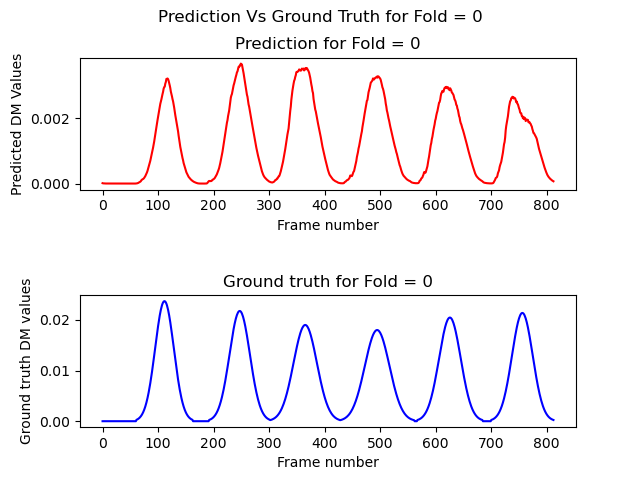 Prediction Vs Ground Truth for Fold = 0
Prediction for Fold = 0
Predicted DM Values
0.002
0.000
0 100 200 300 400 500 600 700 800
Frame number
Ground truth for Fold = 0
Ground truth DM values
0.02
0.01
0.00
0 100 200 300 400 500 600 700 800
Frame number